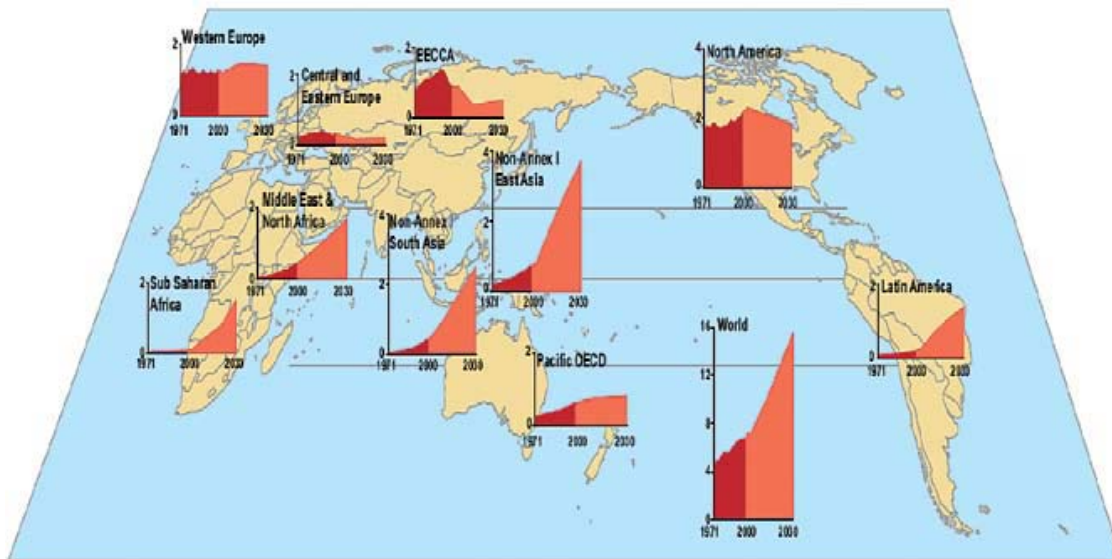 Western Europe
2
0
1971 2000 2030
Central and
Eastern Europe
2
0
1971 2000 2030
EECCA
2
0
1971 2000 2030
North America
4
2
0
1971 2000 2030
Non-Annex I
East Asia
4
2
0
1971 2000 2030
Middle East &
North Africa
2
0
1971 2000 2030
Non-Annex I
South Asia
4
2
0
1971 2000 2030
Sub Saharan
Africa
2
0
1971 2000 2030
Pacific OECD
2
0
1971 2000 2030
World
16
12
8
4
0
1971 2000 2030
Latin America
2
0
1971 2000 2030